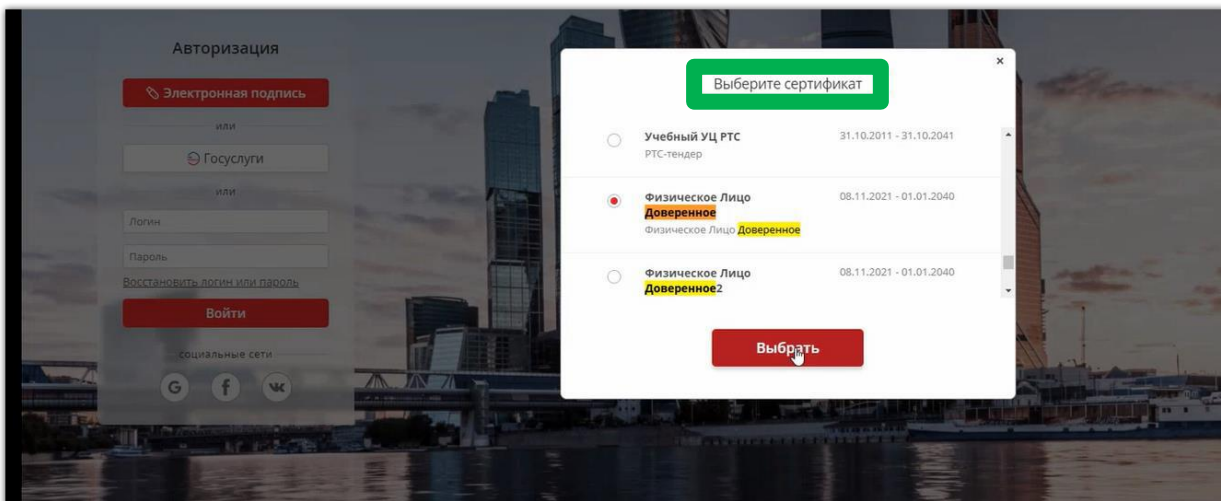 Авторизация
Электронная подпись
или
Госуслуги
или
Логин
Пароль
Восстановить логин или пароль
Войти
социальные сети
G f
×
Выберите сертификат
Учебный УЦ РТС 31.10.2011 - 31.10.2041
РТС-тендер
Физическое Лицо 08.11.2021 - 01.01.2040
Доверенное
Физическое Лицо Доверенное
Физическое Лицо 08.11.2021 - 01.01.2040
Доверенное2
Выбрать